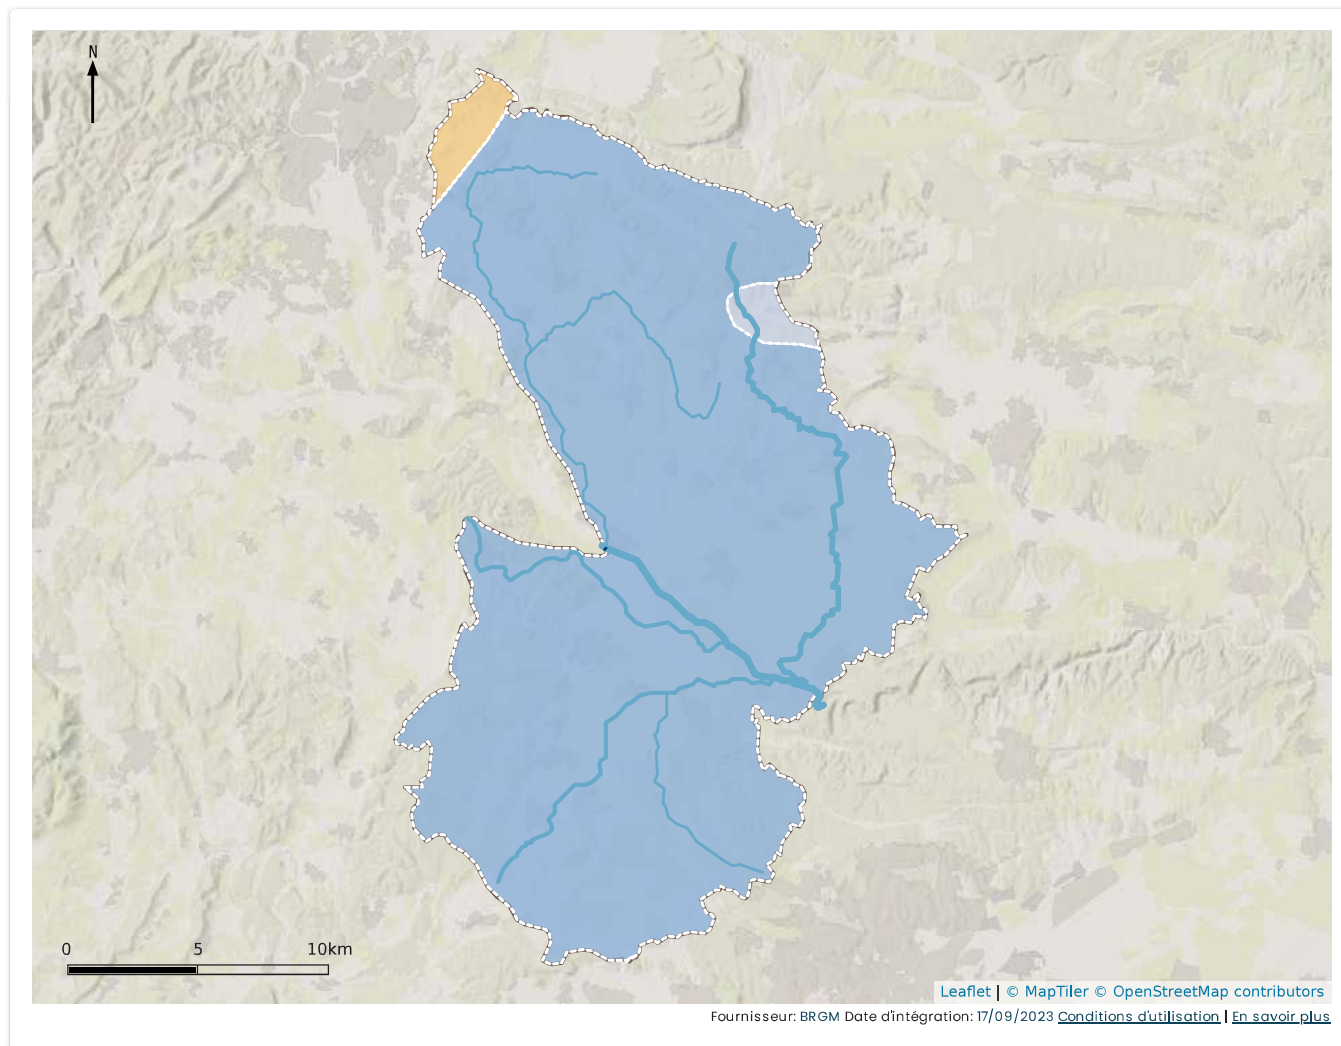 N
0 5 10km
Leaflet | © MapTiler © OpenStreetMap contributors
Fournisseur: BRGM Date d'intégration: 17/09/2023 Conditions d'utilisation | En savoir plus